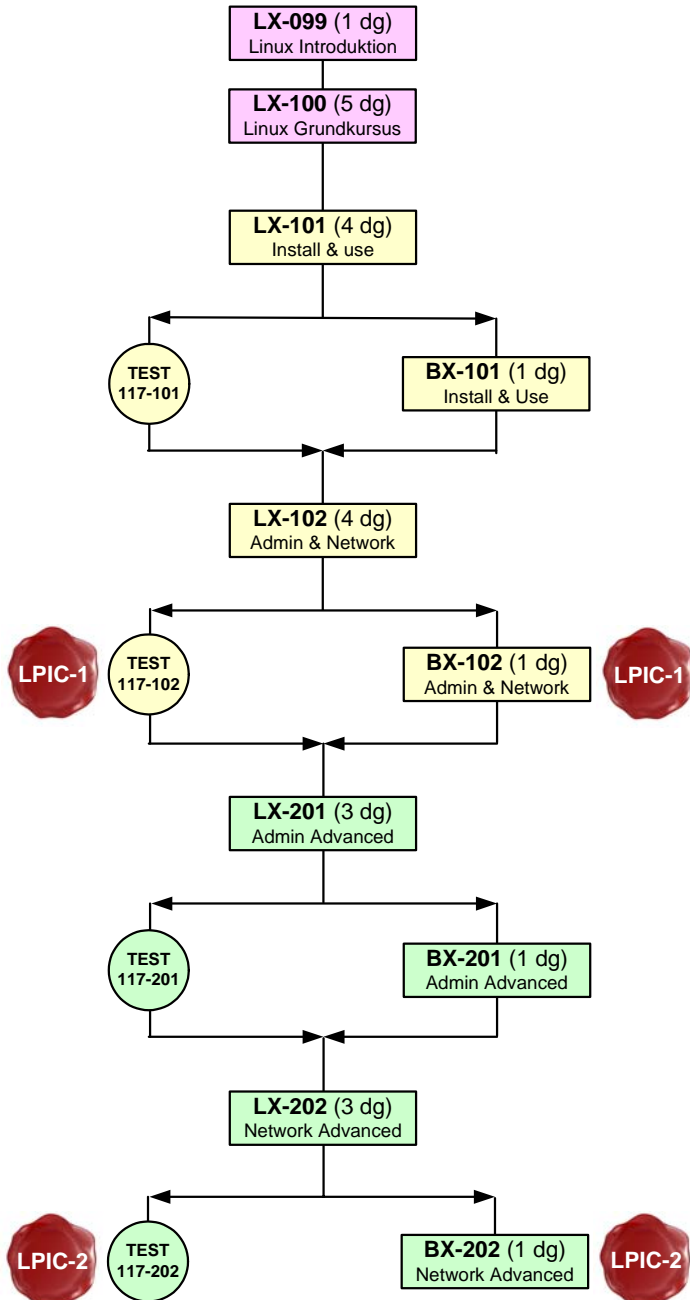 LX-099 (1 dg)
Linux Introduktion
LX-100 (5 dg)
Linux Grundkursus
LX-101 (4 dg)
Install & use
TEST
117-101
BX-101 (1 dg)
Install & Use
LX-102 (4 dg)
Admin & Network
LPIC-1
TEST
117-102
BX-102 (1 dg)
Admin & Network
LPIC-1
LX-201 (3 dg)
Admin Advanced
TEST
117-201
BX-201 (1 dg)
Admin Advanced
LX-202 (3 dg)
Network Advanced
LPIC-2
TEST
117-202
BX-202 (1 dg)
Network Advanced
LPIC-2